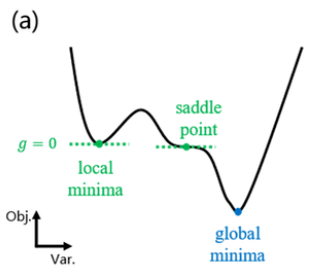 (a)
saddle
point
g = 0
local
minima
Obj.
Var.
global
minima